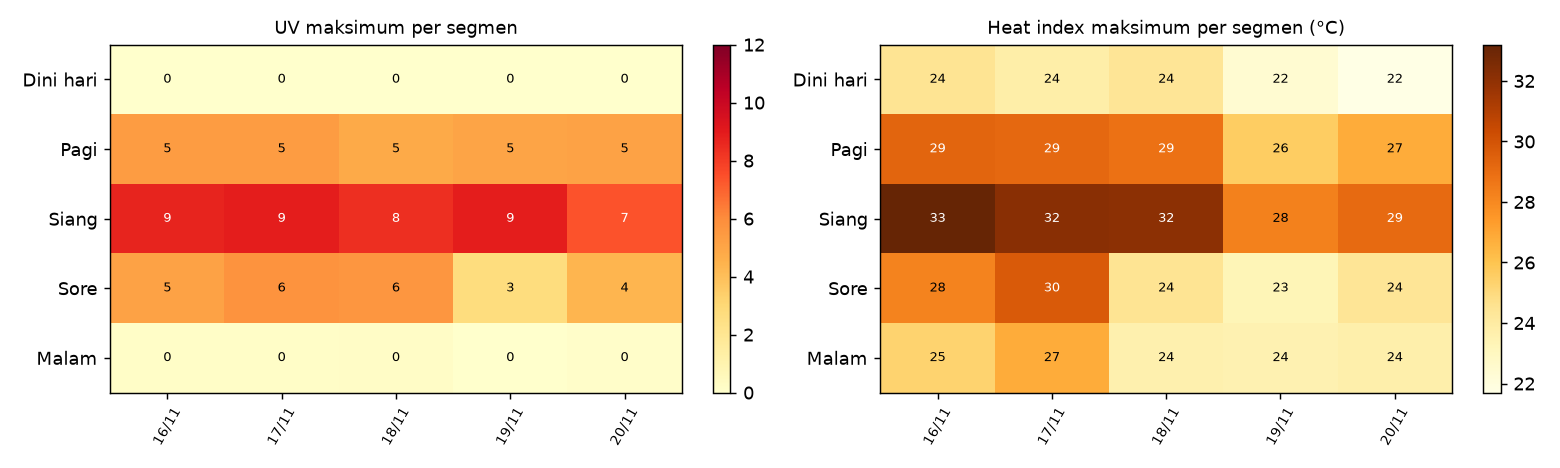 UV maksimum per segmen
Dini hari 0 0 0 0 0
Pagi 5 5 5 5 5
Siang 9 9 8 9 7
Sore 5 6 6 3 4
Malam 0 0 0 0 0
16/11 17/11 18/11 19/11 20/11
12
10
8
6
4
2
0
Heat index maksimum per segmen (°C)
Dini hari 24 24 24 22 22
Pagi 29 29 29 26 27
Siang 33 32 32 28 29
Sore 28 30 24 23 24
Malam 25 27 24 24 24
16/11 17/11 18/11 19/11 20/11
32
30
28
26
24
22